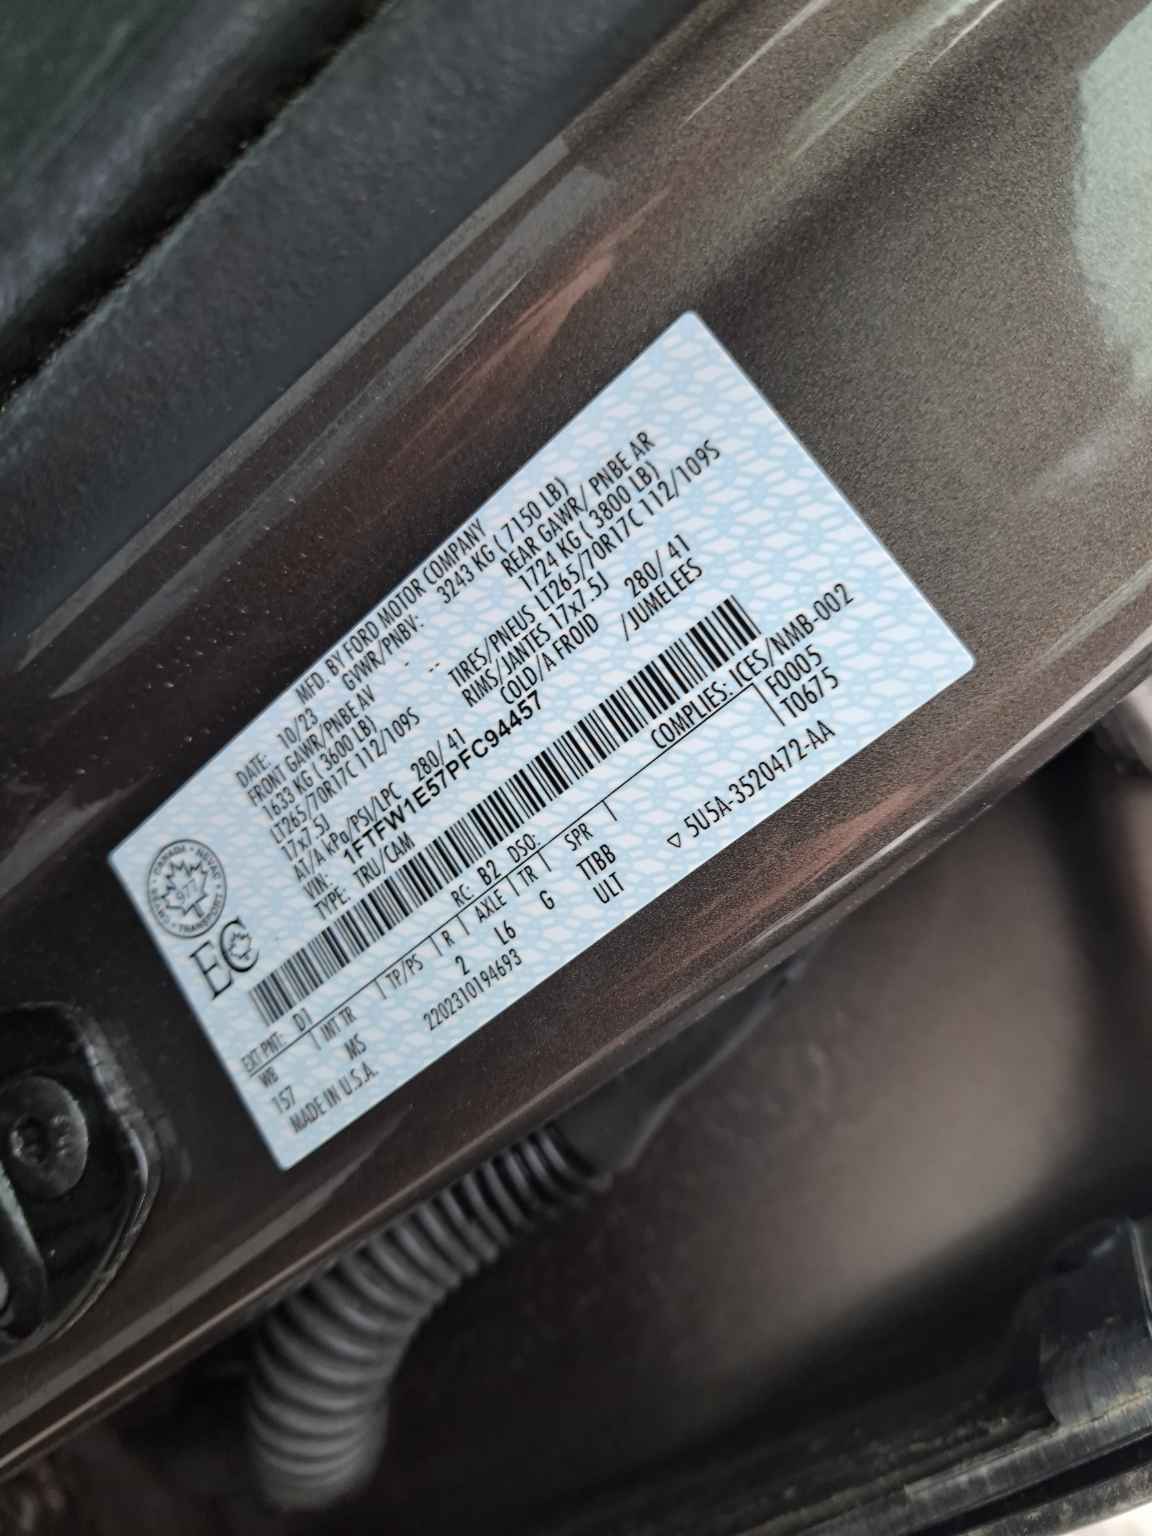 CANADA • NSVAC
977
CMVSS • TRANSPORT •
EC
DATE: 10/23 MFD. BY FORD MOTOR COMPANY
FRONT GAWR/PNBE AV GVWR/PNBV: 3243 KG ( 7150 LB)
1633 KG ( 3600 LB) REAR GAWR/ PNBE AR
LT265/70R17C 112/109S 1724 KG ( 3800 LB)
17x7.5J TIRES/PNEUS LT265/70R17C 112/109S
AT/A kPa/PSI/LPC 280/ 41 RIMS/JANTES 17x7.5J
COLD/A FROID 280/ 41
VIN: 1FTFW1E57PFC94457 /JUMELEES
TYPE: TRU/CAM
EXT PNT: D1 RC: B2 DSO: COMPLIES: ICES/NMB-002
WB INT TR TP/PS R AXLE TR SPR F0005
157 MS 2 L6 G TTBB T0675
ULT
MADE IN U.S.A. 2202310194693 ▽ 5U5A-3520472-AA